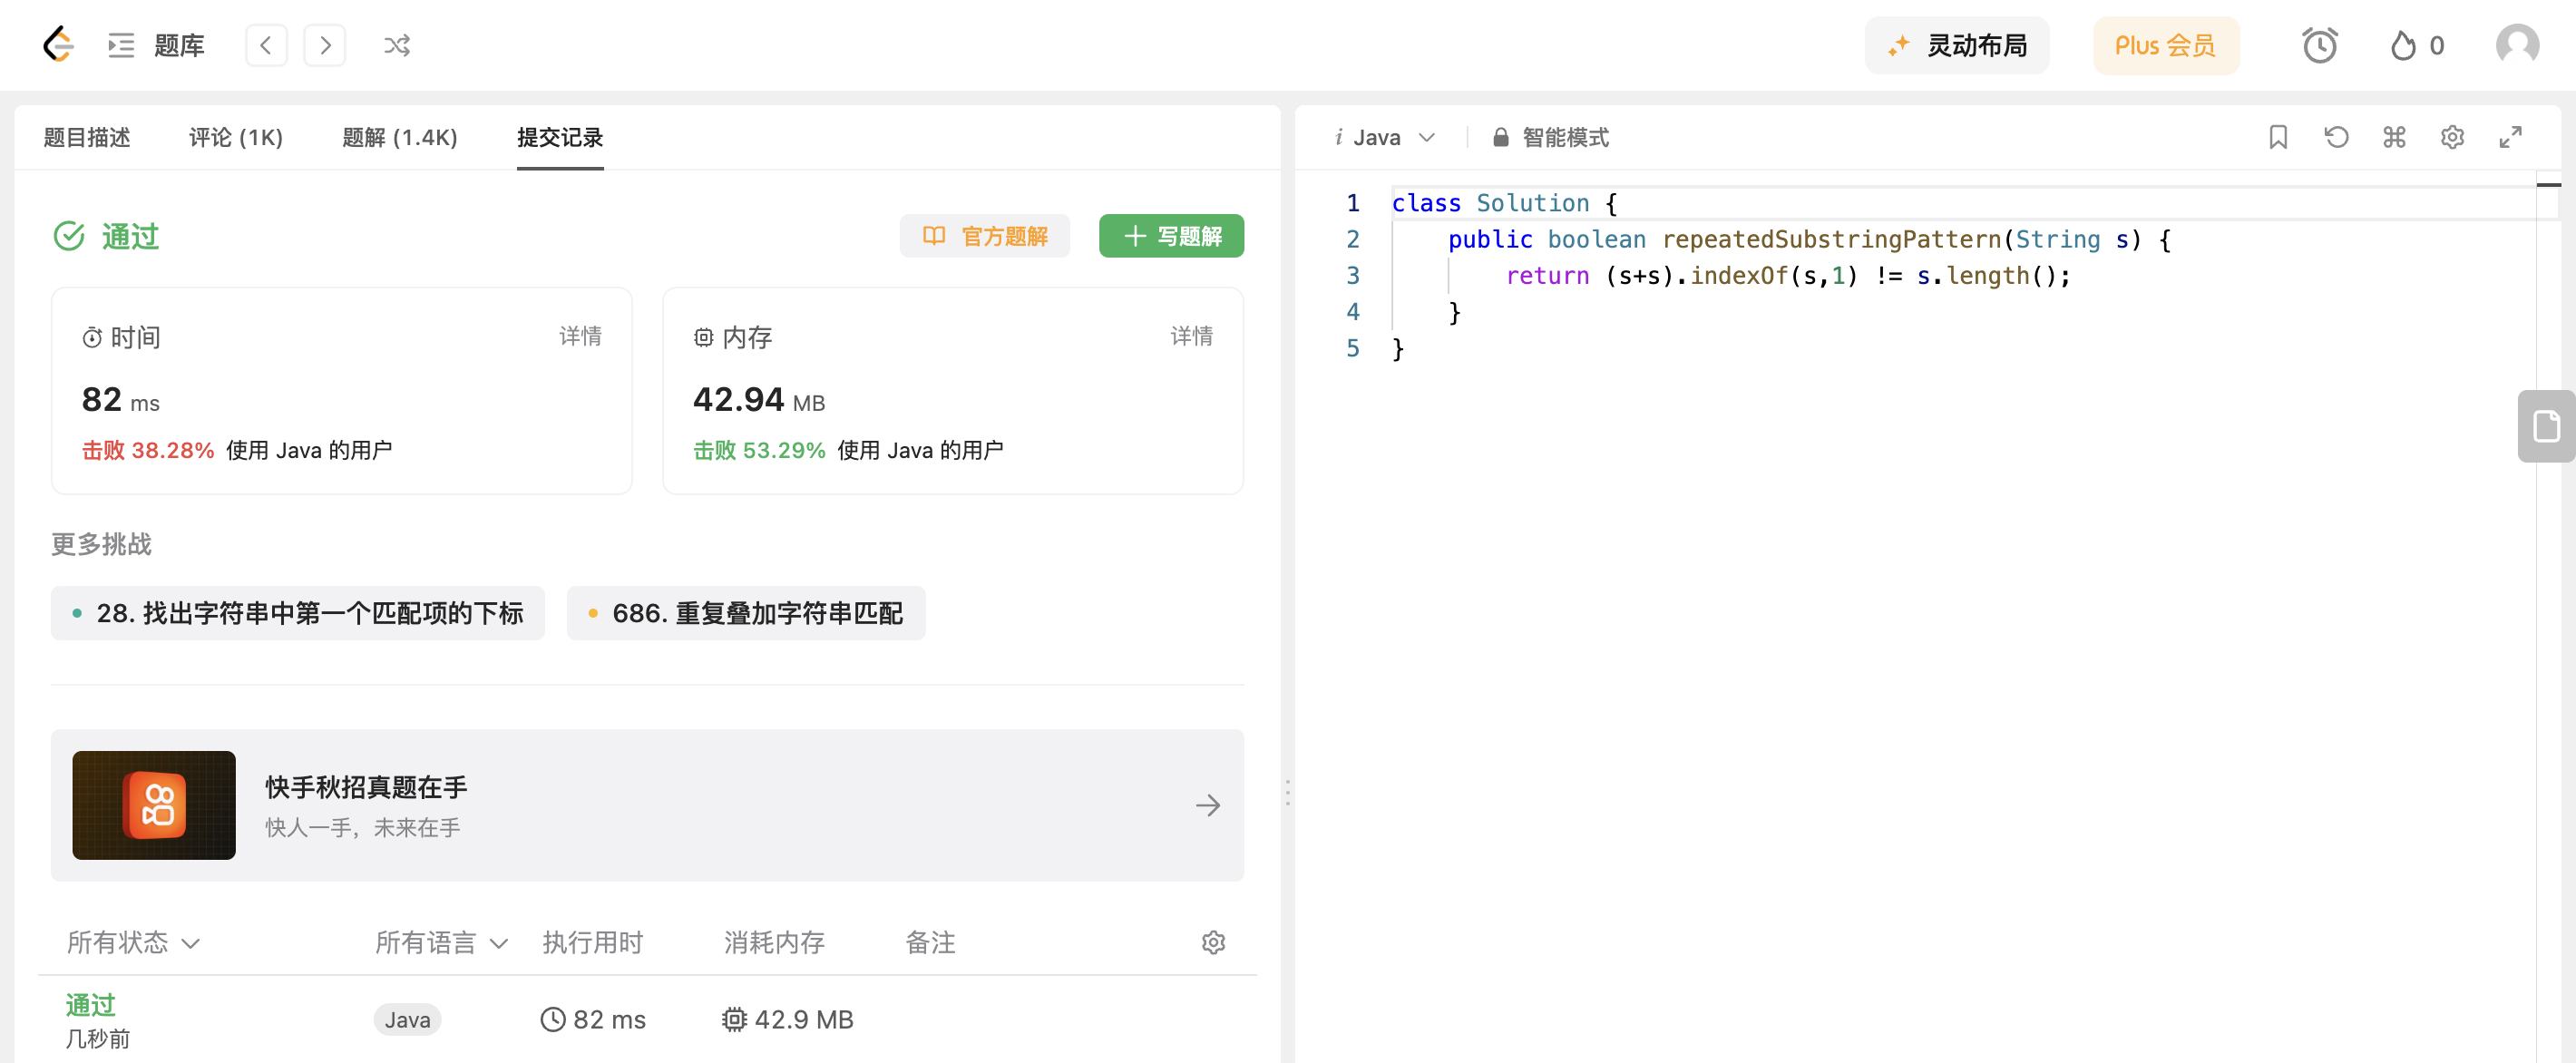 题库
灵动布局
Plus 会员
0
题目描述 评论 (1K) 题解 (1.4K) 提交记录
通过
官方题解
写题解
时间 详情
82 ms
击败 38.28% 使用 Java 的用户
内存 详情
42.94 MB
击败 53.29% 使用 Java 的用户
更多挑战
28. 找出字符串中第一个匹配项的下标
686. 重复叠加字符串匹配
快手秋招真题在手
快人一手，未来在手
所有状态 所有语言 执行用时 消耗内存 备注
通过
几秒前
Java 82 ms 42.9 MB
i Java 智能模式
1 class Solution {
2 public boolean repeatedSubstringPattern(String s) {
3 return (s+s).indexOf(s,1) != s.length();
4 }
5 }